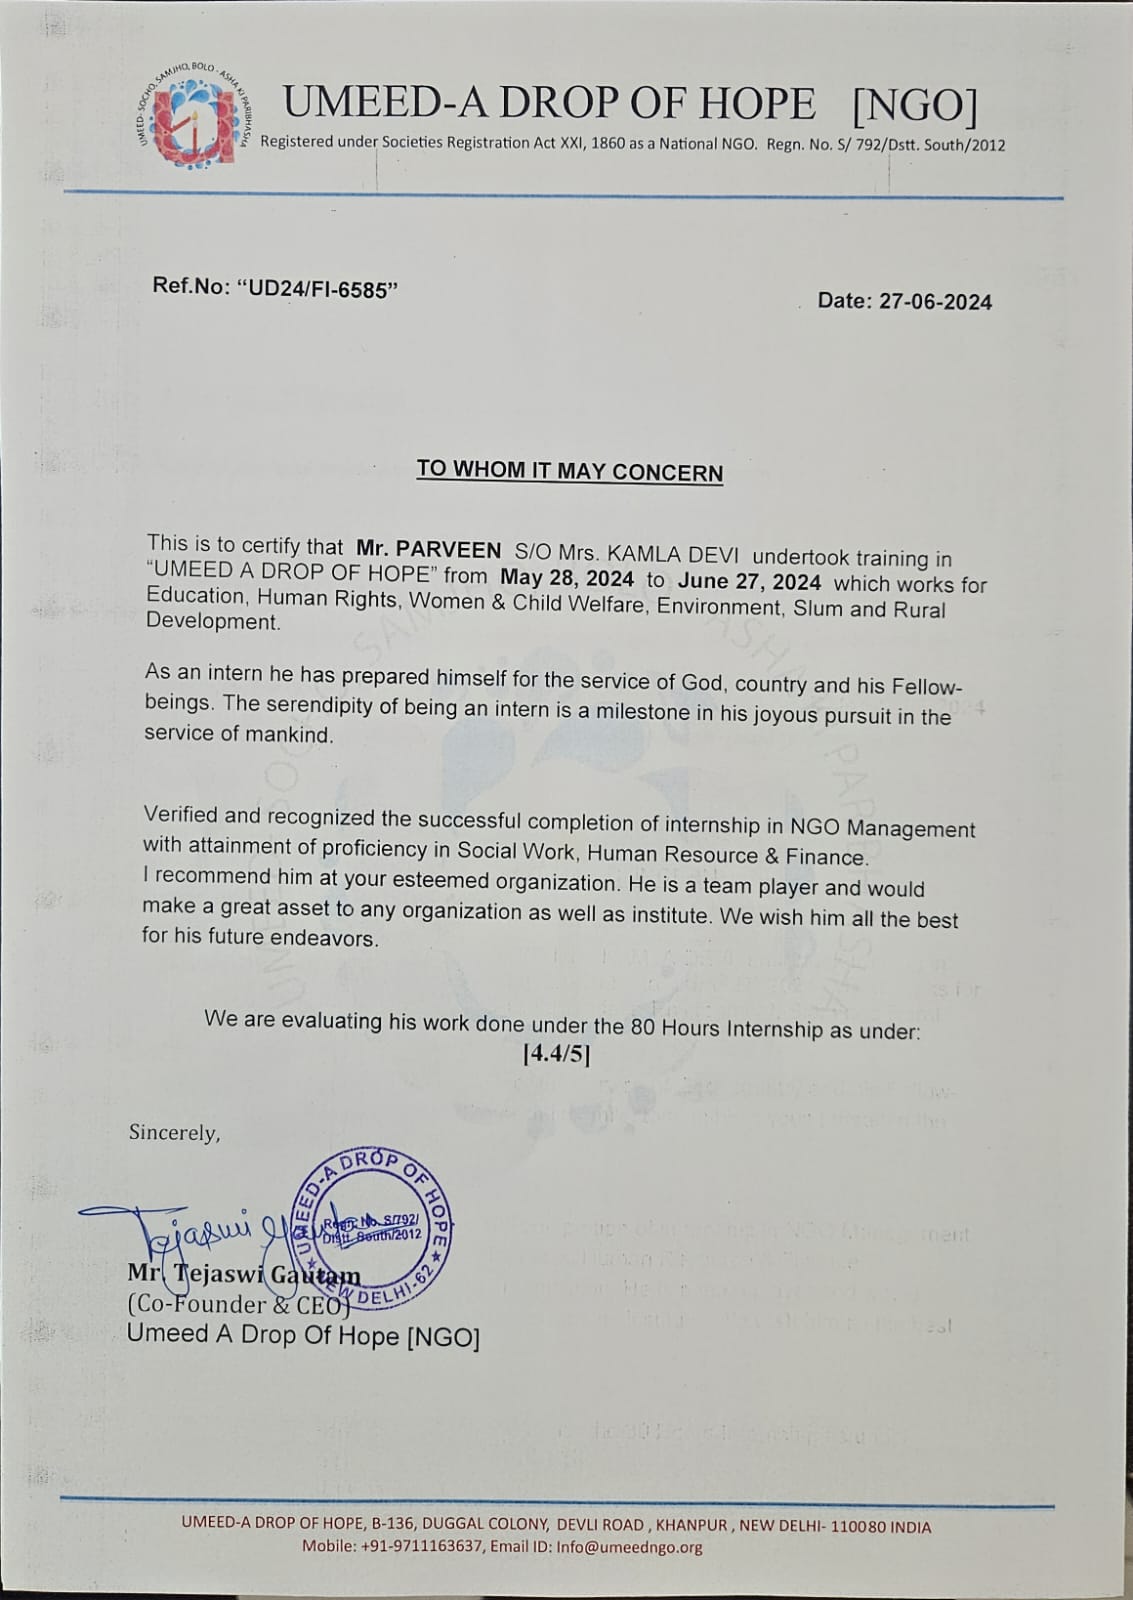 UMEED- SOCHO, SAMJHO, BOLO - ASHA KI PARIBHASHA
UMEED-A DROP OF HOPE [NGO]
Registered under Societies Registration Act XXI, 1860 as a National NGO. Regn. No. S/ 792/Dstt. South/2012
Ref.No: “UD24/FI-6585”
Date: 27-06-2024
TO WHOM IT MAY CONCERN
This is to certify that Mr. PARVEEN S/O Mrs. KAMLA DEVI undertook training in
“UMEED A DROP OF HOPE” from May 28, 2024 to June 27, 2024 which works for
Education, Human Rights, Women & Child Welfare, Environment, Slum and Rural
Development.
As an intern he has prepared himself for the service of God, country and his Fellow-
beings. The serendipity of being an intern is a milestone in his joyous pursuit in the
service of mankind.
Verified and recognized the successful completion of internship in NGO Management
with attainment of proficiency in Social Work, Human Resource & Finance.
I recommend him at your esteemed organization. He is a team player and would
make a great asset to any organization as well as institute. We wish him all the best
for his future endeavors.
We are evaluating his work done under the 80 Hours Internship as under:
[4.4/5]
Sincerely,
Tejaswi Gautam
UMEED-A DROP OF HOPE
Regn. No. S/792/
Distt. South/2012
★ NEW DELHI-62 ★
Mr. Tejaswi Gautam
(Co-Founder & CEO)
Umeed A Drop Of Hope [NGO]
UMEED-A DROP OF HOPE, B-136, DUGGAL COLONY, DEVLI ROAD , KHANPUR , NEW DELHI- 110080 INDIA
Mobile: +91-9711163637, Email ID: Info@umeedngo.org